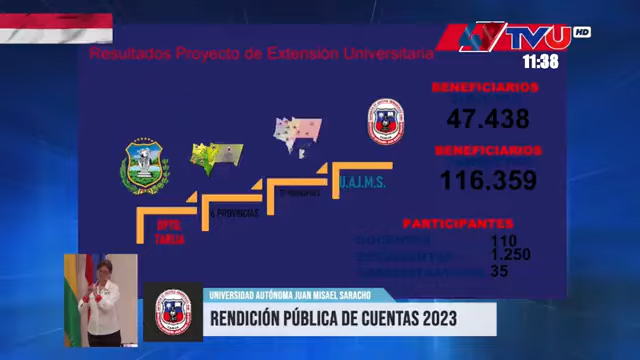 TVU HD
Resultados Proyecto de Extensión Universitaria
11:38
BENEFICIARIOS
47.438
BENEFICIARIOS
116.359
U.A.J.M.S.
6 PROVINCIAS
DPTO.
TARIJA
PARTICIPANTES
110
1.250
35
UNIVERSIDAD AUTÓNOMA JUAN MISAEL SARACHO
RENDICIÓN PÚBLICA DE CUENTAS 2023